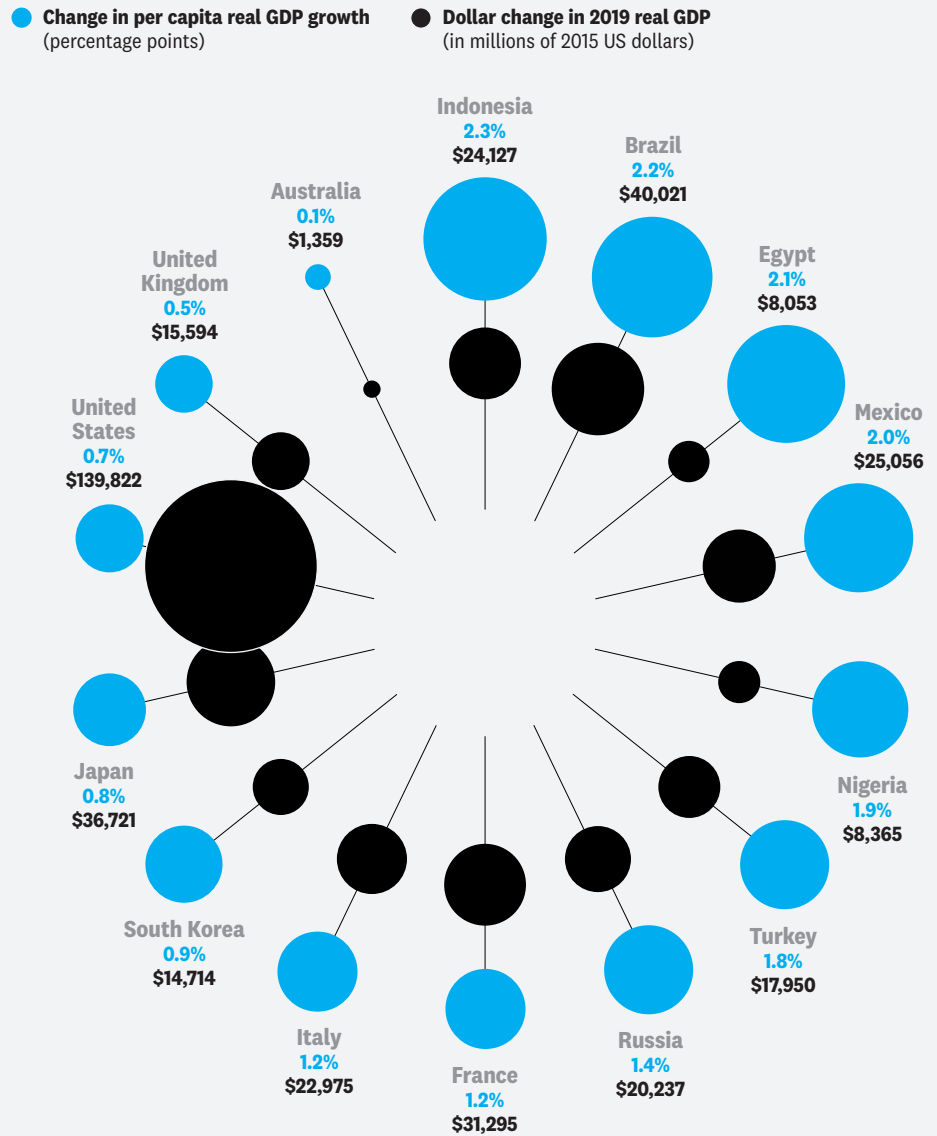 Change in per capita real GDP growth
(percentage points)
Dollar change in 2019 real GDP
(in millions of 2015 US dollars)
Indonesia
2.3%
$24,127
Brazil
2.2%
$40,021
Egypt
2.1%
$8,053
Mexico
2.0%
$25,056
Nigeria
1.9%
$8,365
Turkey
1.8%
$17,950
Russia
1.4%
$20,237
France
1.2%
$31,295
Italy
1.2%
$22,975
South Korea
0.9%
$14,714
Japan
0.8%
$36,721
United
States
0.7%
$139,822
United
Kingdom
0.5%
$15,594
Australia
0.1%
$1,359